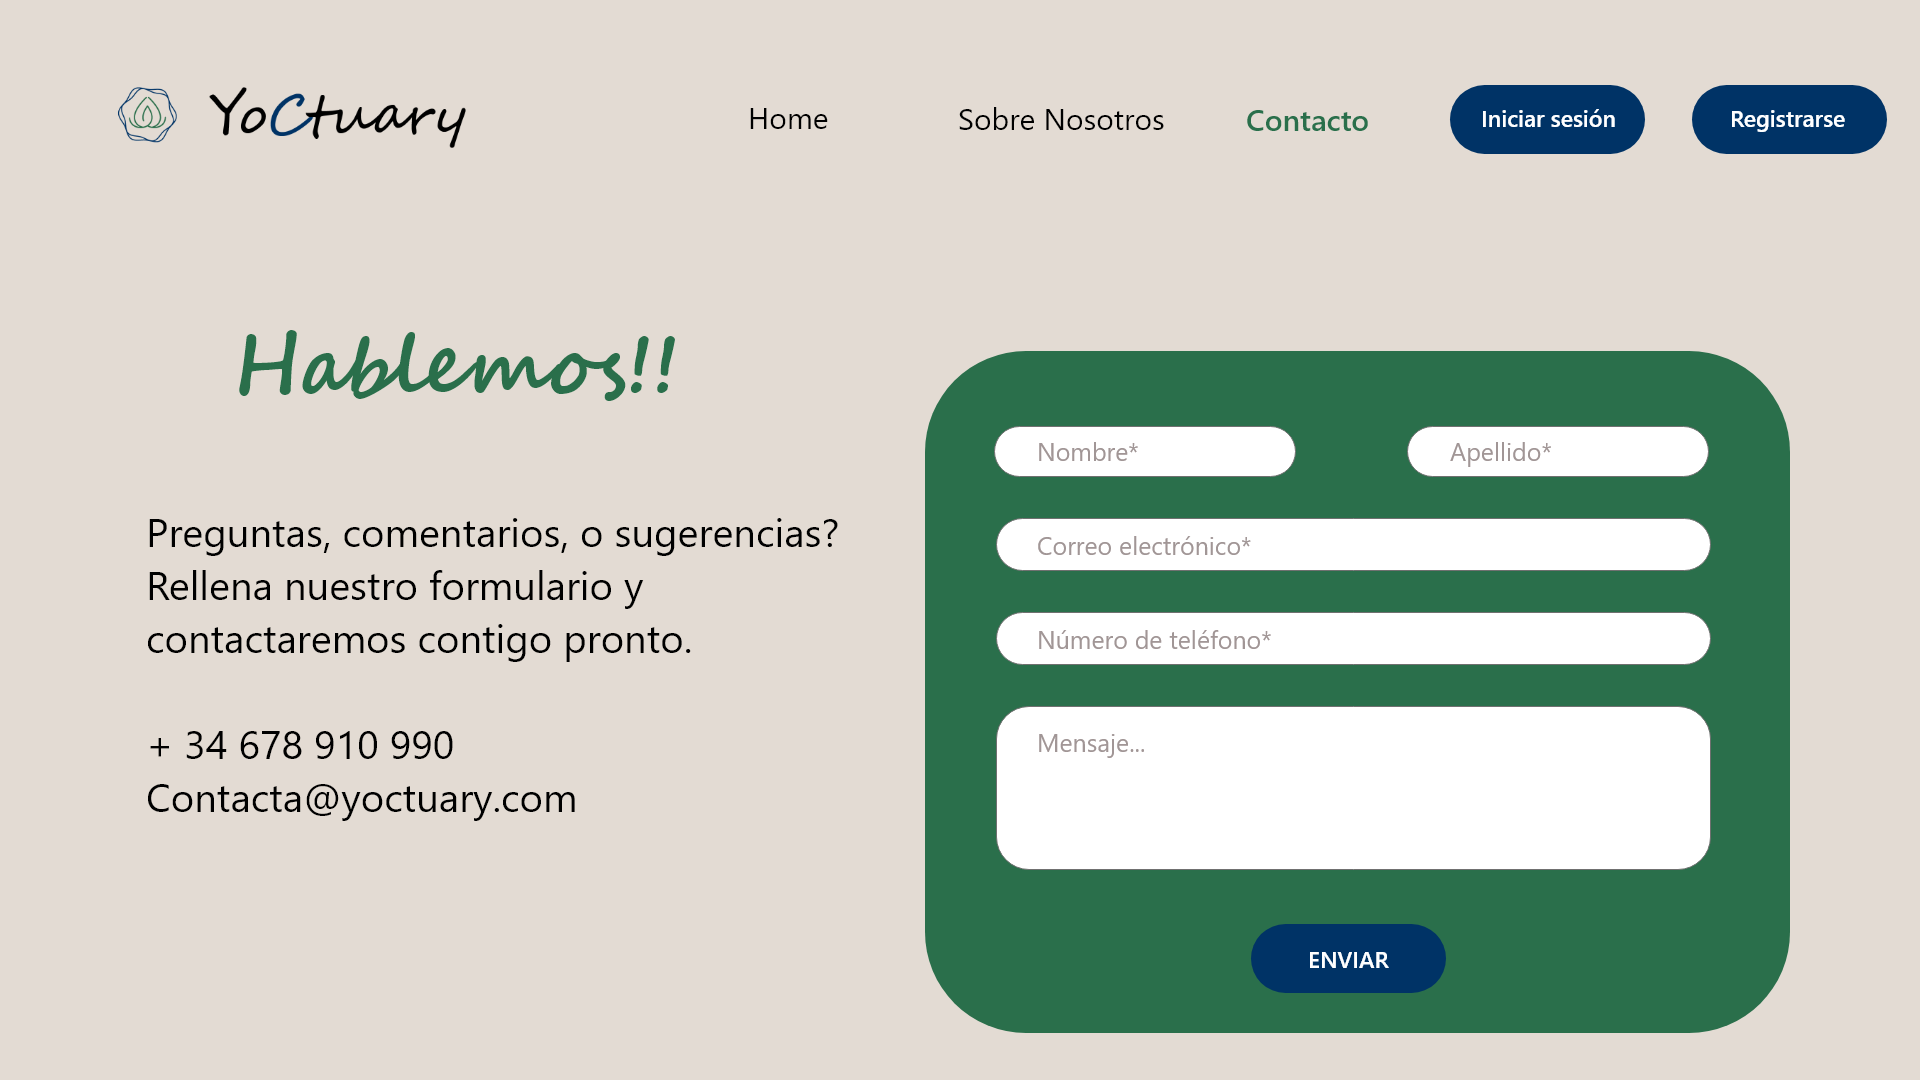 YoCtuary
Home
Sobre Nosotros
Contacto
Iniciar sesión
Registrarse
Hablemos!!
Preguntas, comentarios, o sugerencias?
Rellena nuestro formulario y
contactaremos contigo pronto.
+ 34 678 910 990
Contacta@yoctuary.com
Nombre*
Apellido*
Correo electrónico*
Número de teléfono*
Mensaje...
ENVIAR